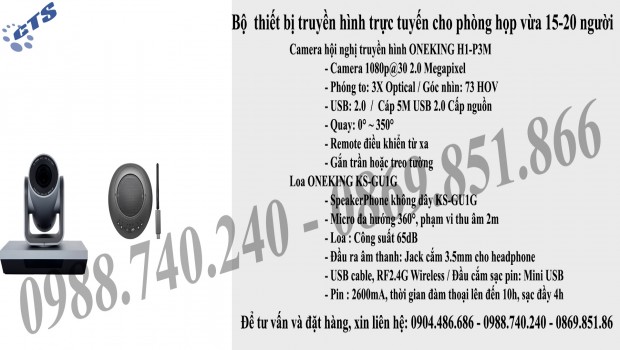 CTS
Bộ thiết bị truyền hình trực tuyến cho phòng họp vừa 15-20 người
Camera hội nghị truyền hình ONEKING H1-P3M
- Camera 1080p@30 2.0 Megapixel
- Phóng to: 3X Optical / Góc nhìn: 73 HOV
- USB: 2.0 / Cáp 5M USB 2.0 Cấp nguồn
- Quay: 0° ~ 350°
- Remote điều khiển từ xa
- Gắn trần hoặc treo tường
Loa ONEKING KS-GU1G
- SpeakerPhone không dây KS-GU1G
- Micro đa hướng 360°, phạm vi thu âm 2m
- Loa : Công suất 65dB
- Đầu ra âm thanh: Jack cắm 3.5mm cho headphone
- USB cable, RF2.4G Wireless / Đầu cắm sạc pin: Mini USB
- Pin : 2600mA, thời gian đàm thoại lên đến 10h, sạc đầy 4h
Để tư vấn và đặt hàng, xin liên hệ: 0904.486.686 - 0988.740.240 - 0869.851.86
0988.740.240 - 0869.851.866